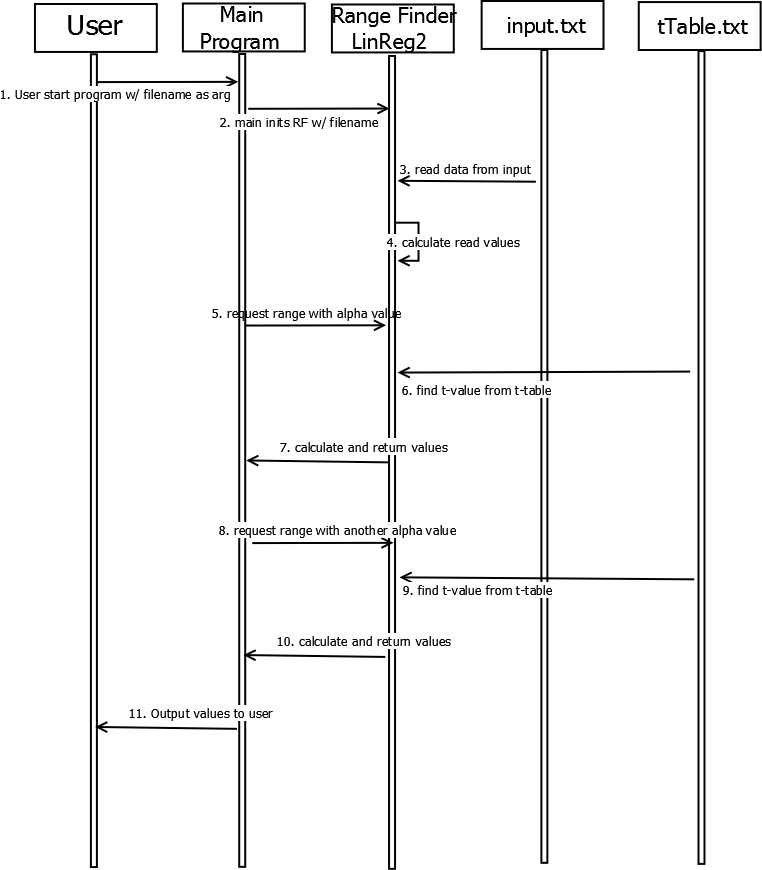 User
Main
Program
Range Finder
LinReg2
input.txt
tTable.txt
1. User start program w/ filename as arg
2. main inits RF w/ filename
3. read data from input
4. calculate read values
5. request range with alpha value
6. find t-value from t-table
7. calculate and return values
8. request range with another alpha value
9. find t-value from t-table
10. calculate and return values
11. Output values to user